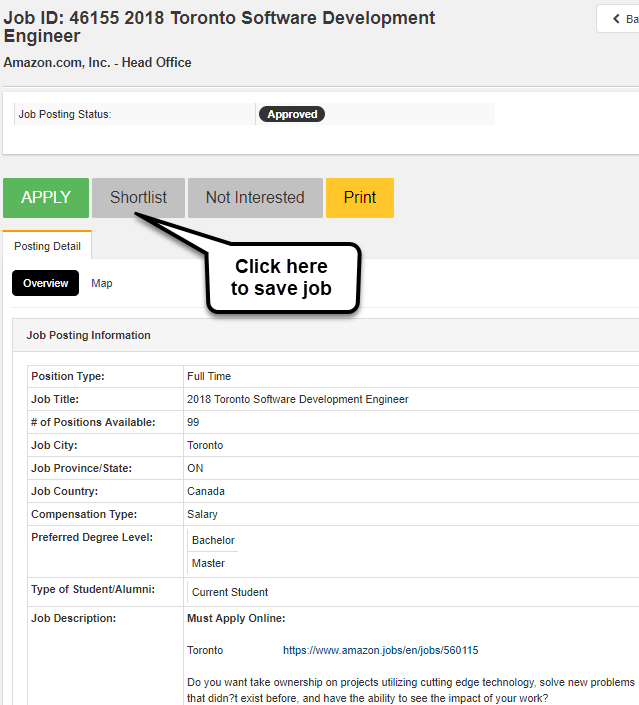 Job ID: 46155 2018 Toronto Software Development
Engineer
Ba
Amazon.com, Inc. - Head Office
Job Posting Status: Approved
APPLY Shortlist Not Interested Print
Click here
to save job
Posting Detail
Overview Map
Job Posting Information
Position Type: Full Time
Job Title: 2018 Toronto Software Development Engineer
# of Positions Available: 99
Job City: Toronto
Job Province/State: ON
Job Country: Canada
Compensation Type: Salary
Preferred Degree Level: Bachelor
Master
Type of Student/Alumni: Current Student
Job Description: Must Apply Online:
Toronto https://www.amazon.jobs/en/jobs/560115
Do you want take ownership on projects utilizing cutting edge technology, solve new problems
that didn?t exist before, and have the ability to see the impact of your work?